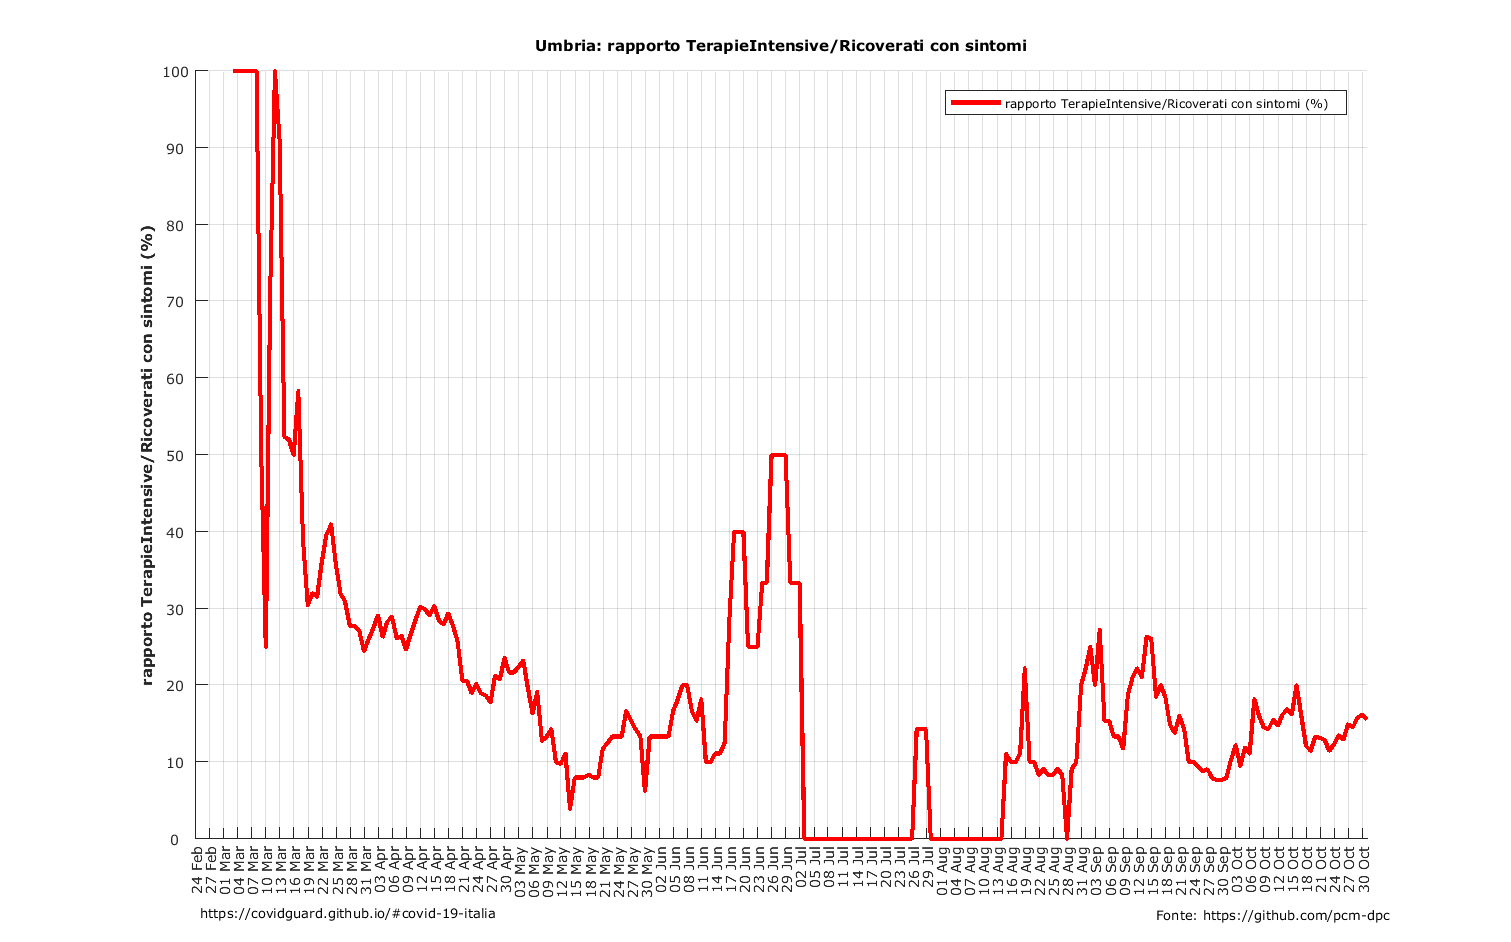 Umbria: rapporto TerapieIntensive/Ricoverati con sintomi
rapporto TerapieIntensive/Ricoverati con sintomi (%)
rapporto TerapieIntensive/Ricoverati con sintomi (%)
100
90
80
70
60
50
40
30
20
10
0
24 Feb
27 Feb
01 Mar
04 Mar
07 Mar
10 Mar
13 Mar
16 Mar
19 Mar
22 Mar
25 Mar
28 Mar
31 Mar
03 Apr
06 Apr
09 Apr
12 Apr
15 Apr
18 Apr
21 Apr
24 Apr
27 Apr
30 Apr
03 May
06 May
09 May
12 May
15 May
18 May
21 May
24 May
27 May
30 May
02 Jun
05 Jun
08 Jun
11 Jun
14 Jun
17 Jun
20 Jun
23 Jun
26 Jun
29 Jun
02 Jul
05 Jul
08 Jul
11 Jul
14 Jul
17 Jul
20 Jul
23 Jul
26 Jul
29 Jul
01 Aug
04 Aug
07 Aug
10 Aug
13 Aug
16 Aug
19 Aug
22 Aug
25 Aug
28 Aug
31 Aug
03 Sep
06 Sep
09 Sep
12 Sep
15 Sep
18 Sep
21 Sep
24 Sep
27 Sep
30 Sep
03 Oct
06 Oct
09 Oct
12 Oct
15 Oct
18 Oct
21 Oct
24 Oct
27 Oct
30 Oct
https://covidguard.github.io/#covid-19-italia
Fonte: https://github.com/pcm-dpc